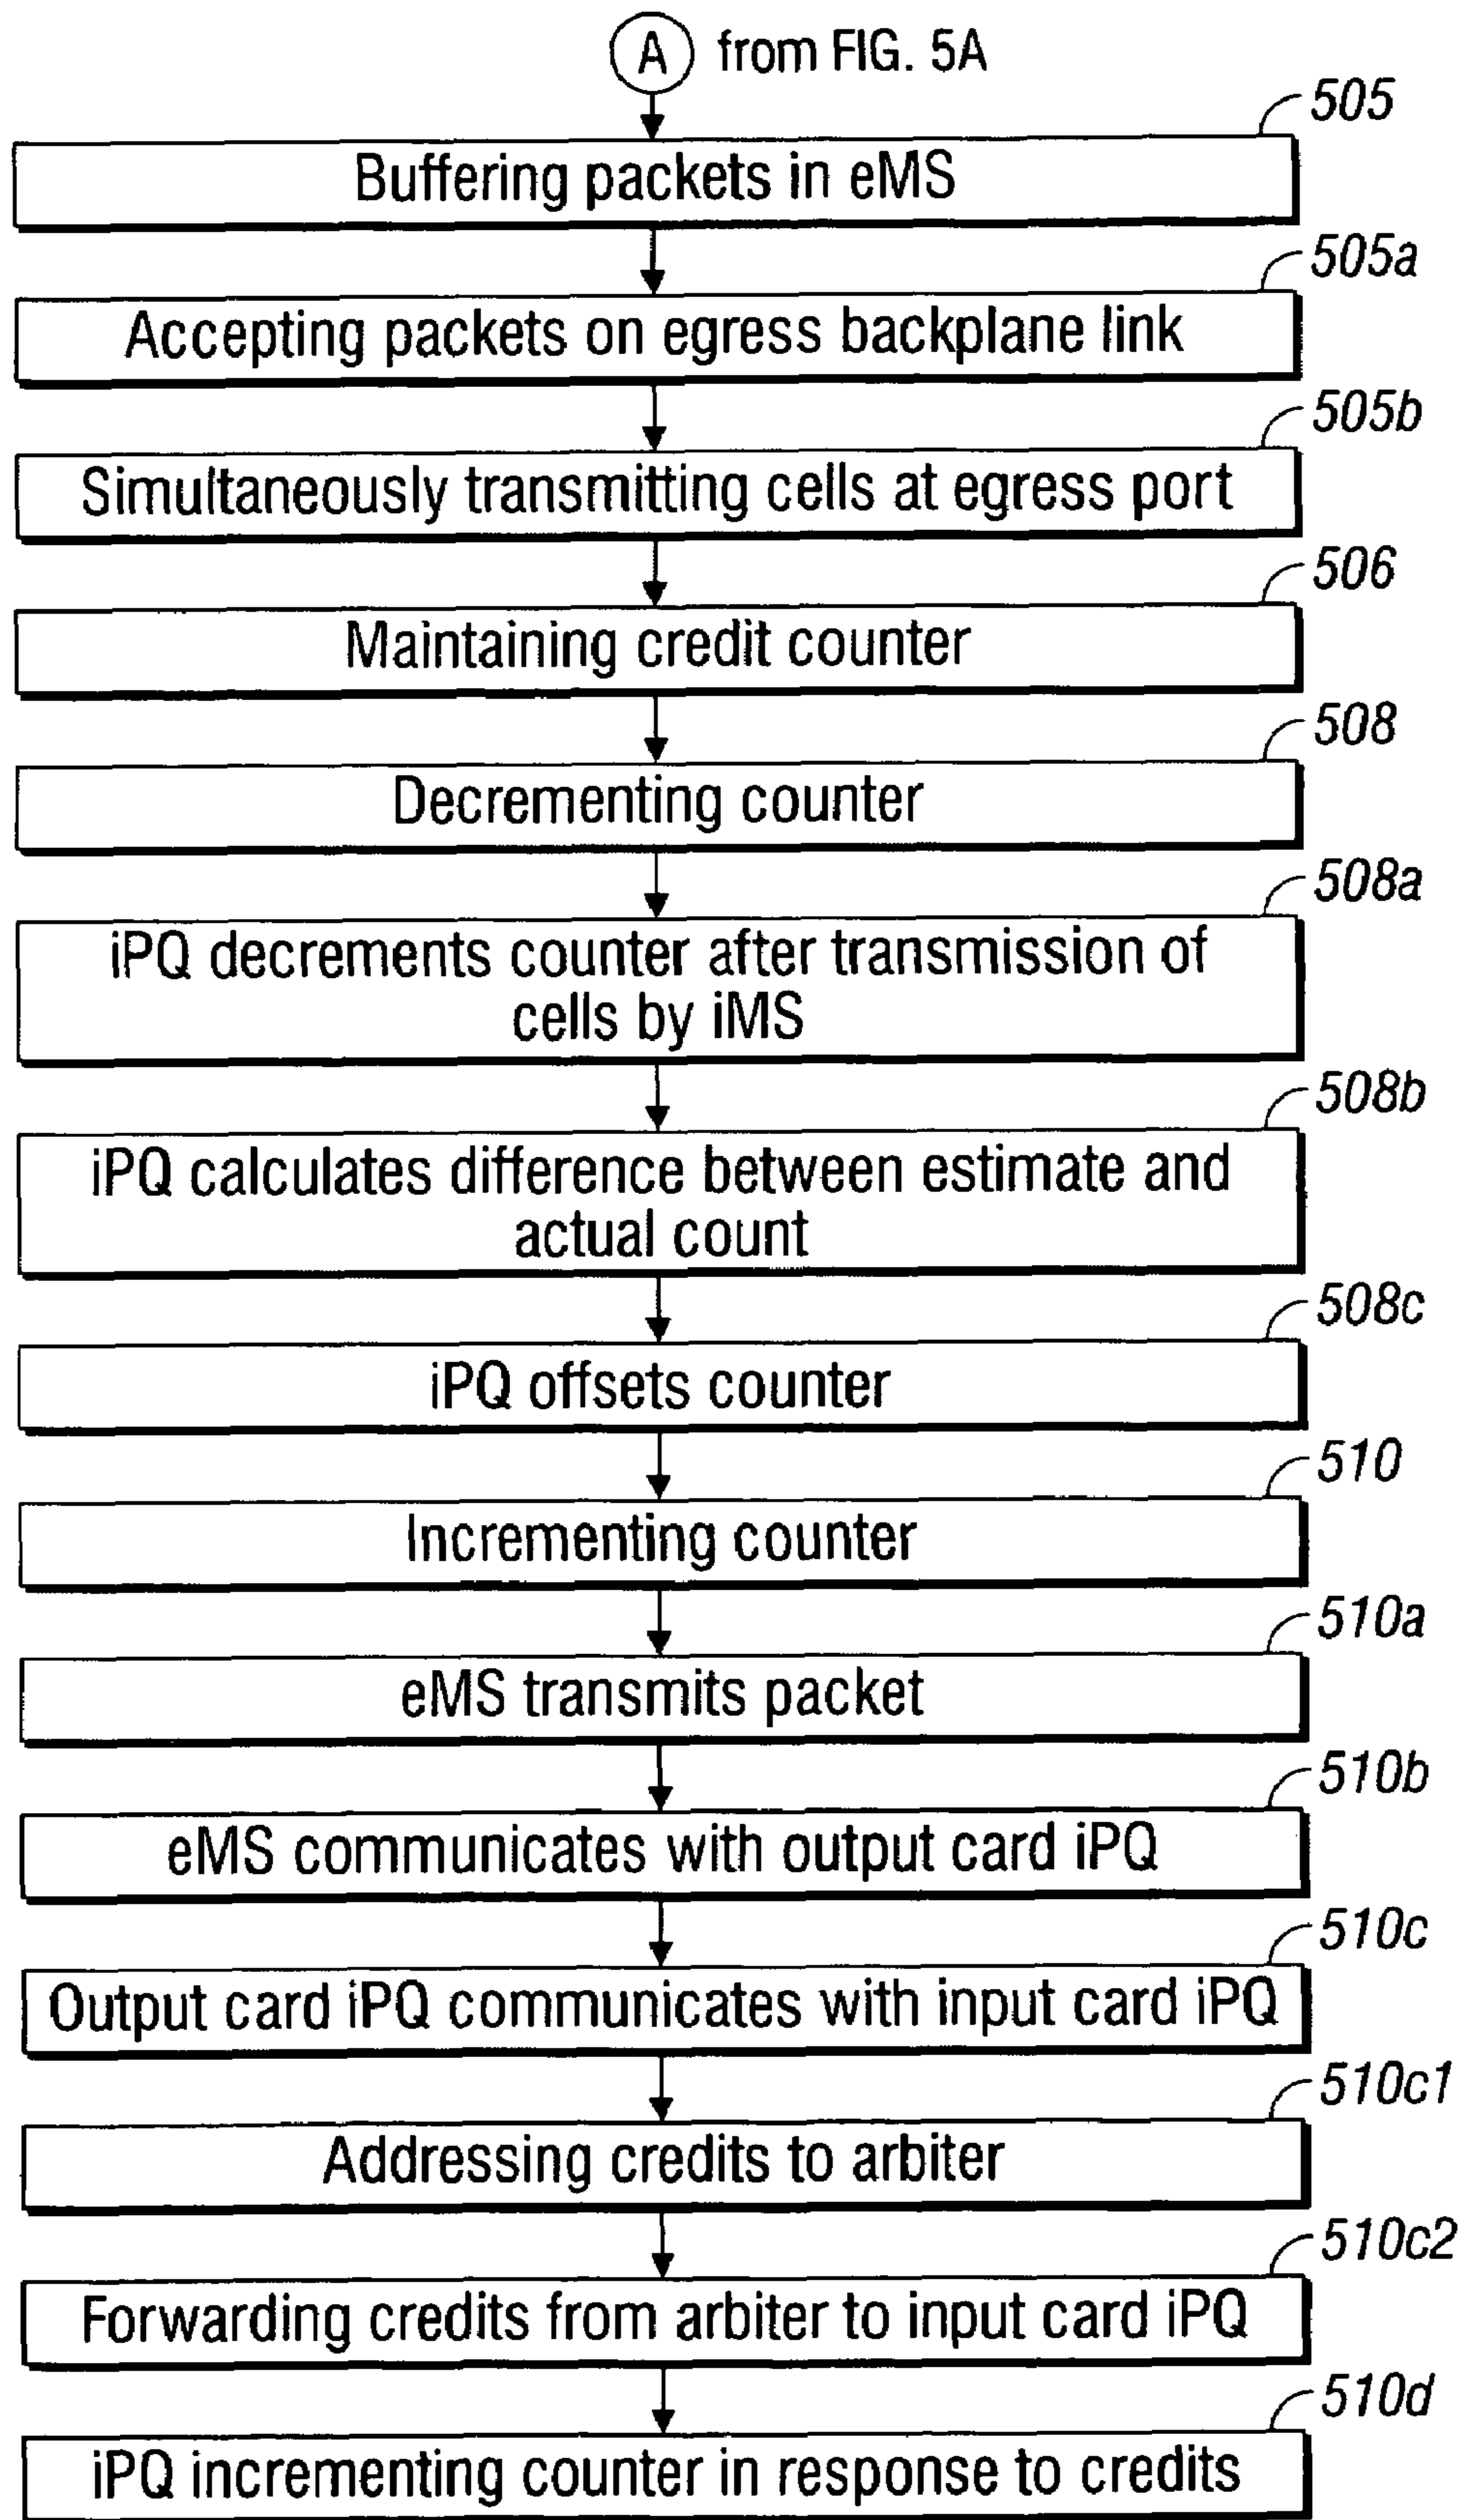 A from FIG. 5A
505
Buffering packets in eMS
505a
Accepting packets on egress backplane link
505b
Simultaneously transmitting cells at egress port
506
Maintaining credit counter
508
Decrementing counter
508a
iPQ decrements counter after transmission of
cells by iMS
508b
iPQ calculates difference between estimate and
actual count
508c
iPQ offsets counter
510
Incrementing counter
510a
eMS transmits packet
510b
eMS communicates with output card iPQ
510c
Output card iPQ communicates with input card iPQ
510c1
Addressing credits to arbiter
510c2
Forwarding credits from arbiter to input card iPQ
510d
iPQ incrementing counter in response to credits